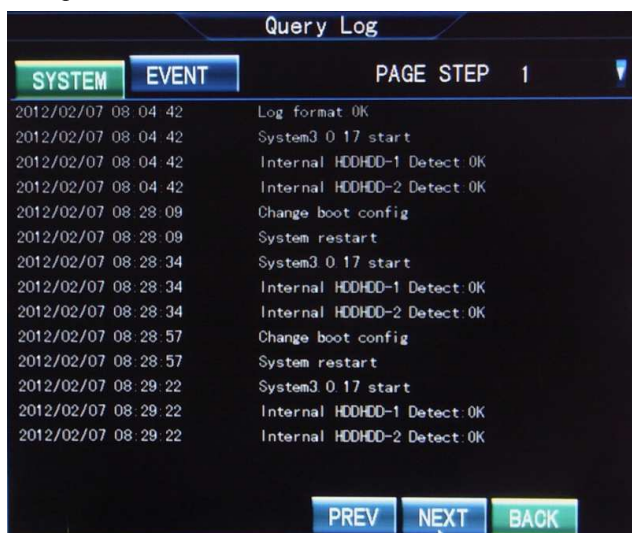 Query Log
SYSTEM EVENT PAGE STEP 1
2012/02/07 08:04:42 Log format OK
2012/02/07 08:04:42 System3.0.17 start
2012/02/07 08:04:42 Internal HDDHDD-1 Detect:OK
2012/02/07 08:04:42 Internal HDDHDD-2 Detect:OK
2012/02/07 08:28:09 Change boot config
2012/02/07 08:28:09 System restart
2012/02/07 08:28:34 System3.0.17 start
2012/02/07 08:28:34 Internal HDDHDD-1 Detect:OK
2012/02/07 08:28:34 Internal HDDHDD-2 Detect:OK
2012/02/07 08:28:57 Change boot config
2012/02/07 08:28:57 System restart
2012/02/07 08:29:22 System3.0.17 start
2012/02/07 08:29:22 Internal HDDHDD-1 Detect:OK
2012/02/07 08:29:22 Internal HDDHDD-2 Detect:OK
PREV NEXT BACK